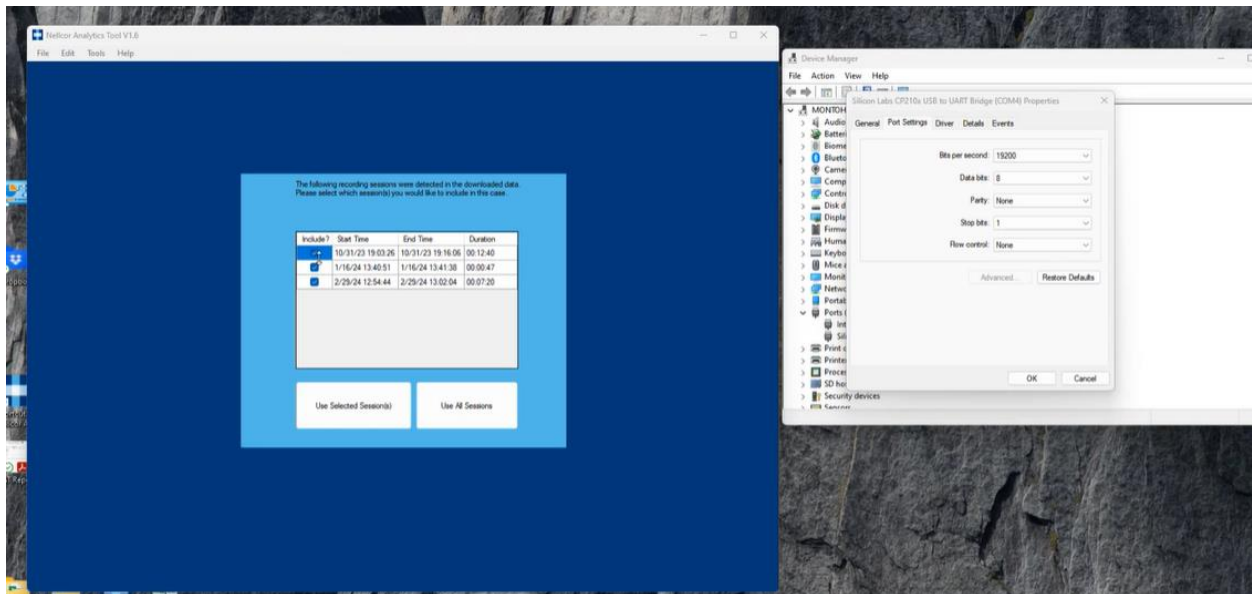 Nellcor Analytics Tool V1.6
File Edit Tools Help
The following recording sessions were detected in the downloaded data.
Please select which session(s) you would like to include in this case.
Include? Start Time End Time Duration
10/31/23 19:03:26 10/31/23 19:16:06 00:12:40
1/16/24 13:40:51 1/16/24 13:41:38 00:00:47
2/29/24 12:54:44 2/29/24 13:02:04 00:07:20
Use Selected Session(s) Use All Sessions
Device Manager
File Action View Help
MONTOH
Audio
Batteri
Biome
Blueto
Came
Comp
Contr
Disk d
Displa
Firmw
Huma
Keybo
Mice a
Monit
Netwo
Portab
Ports (
Int
Sili
Print q
Printe
Proces
SD ho
Security devices
Sensors
Silicon Labs CP210x USB to UART Bridge (COM4) Properties
General Port Settings Driver Details Events
Bits per second: 19200
Data bits: 8
Parity: None
Stop bits: 1
Flow control: None
Advanced... Restore Defaults
OK Cancel